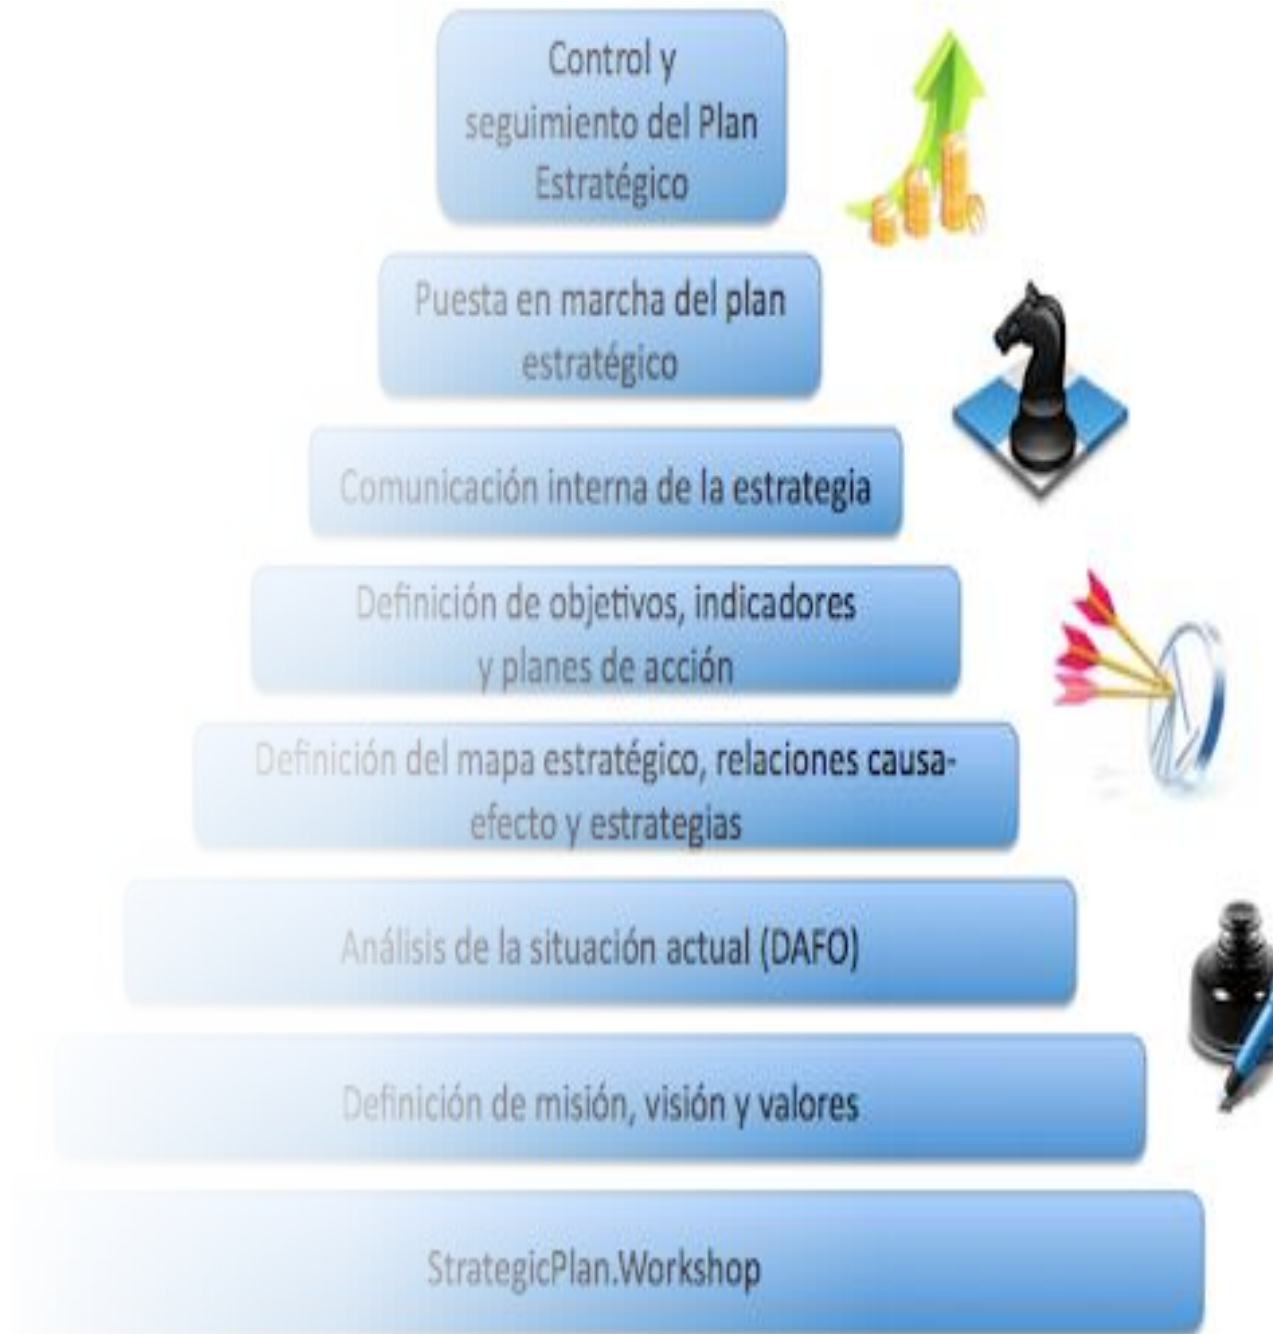 Control y
seguimiento del Plan
Estratégico
Puesta en marcha del plan
estratégico
Comunicación interna de la estrategia
Definición de objetivos, indicadores
y planes de acción
Definición del mapa estratégico, relaciones causa-
efecto y estrategias
Análisis de la situación actual (DAFO)
Definición de misión, visión y valores
StrategicPlan.Workshop